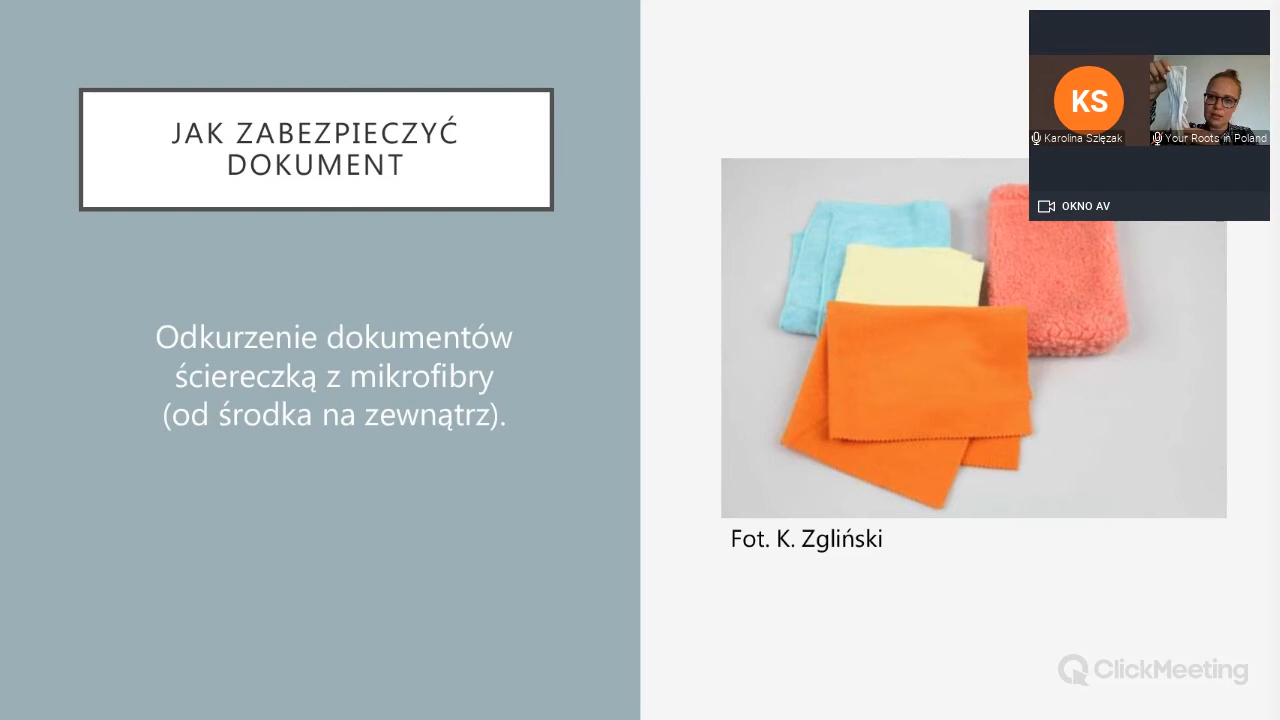 JAK ZABEZPIECZYĆ
DOKUMENT
Odkurzenie dokumentów
ściereczką z mikrofibry
(od środka na zewnątrz).
Fot. K. Zgliński
KS
Karolina Szlęzak
Your Roots in Poland
OKNO AV
ClickMeeting